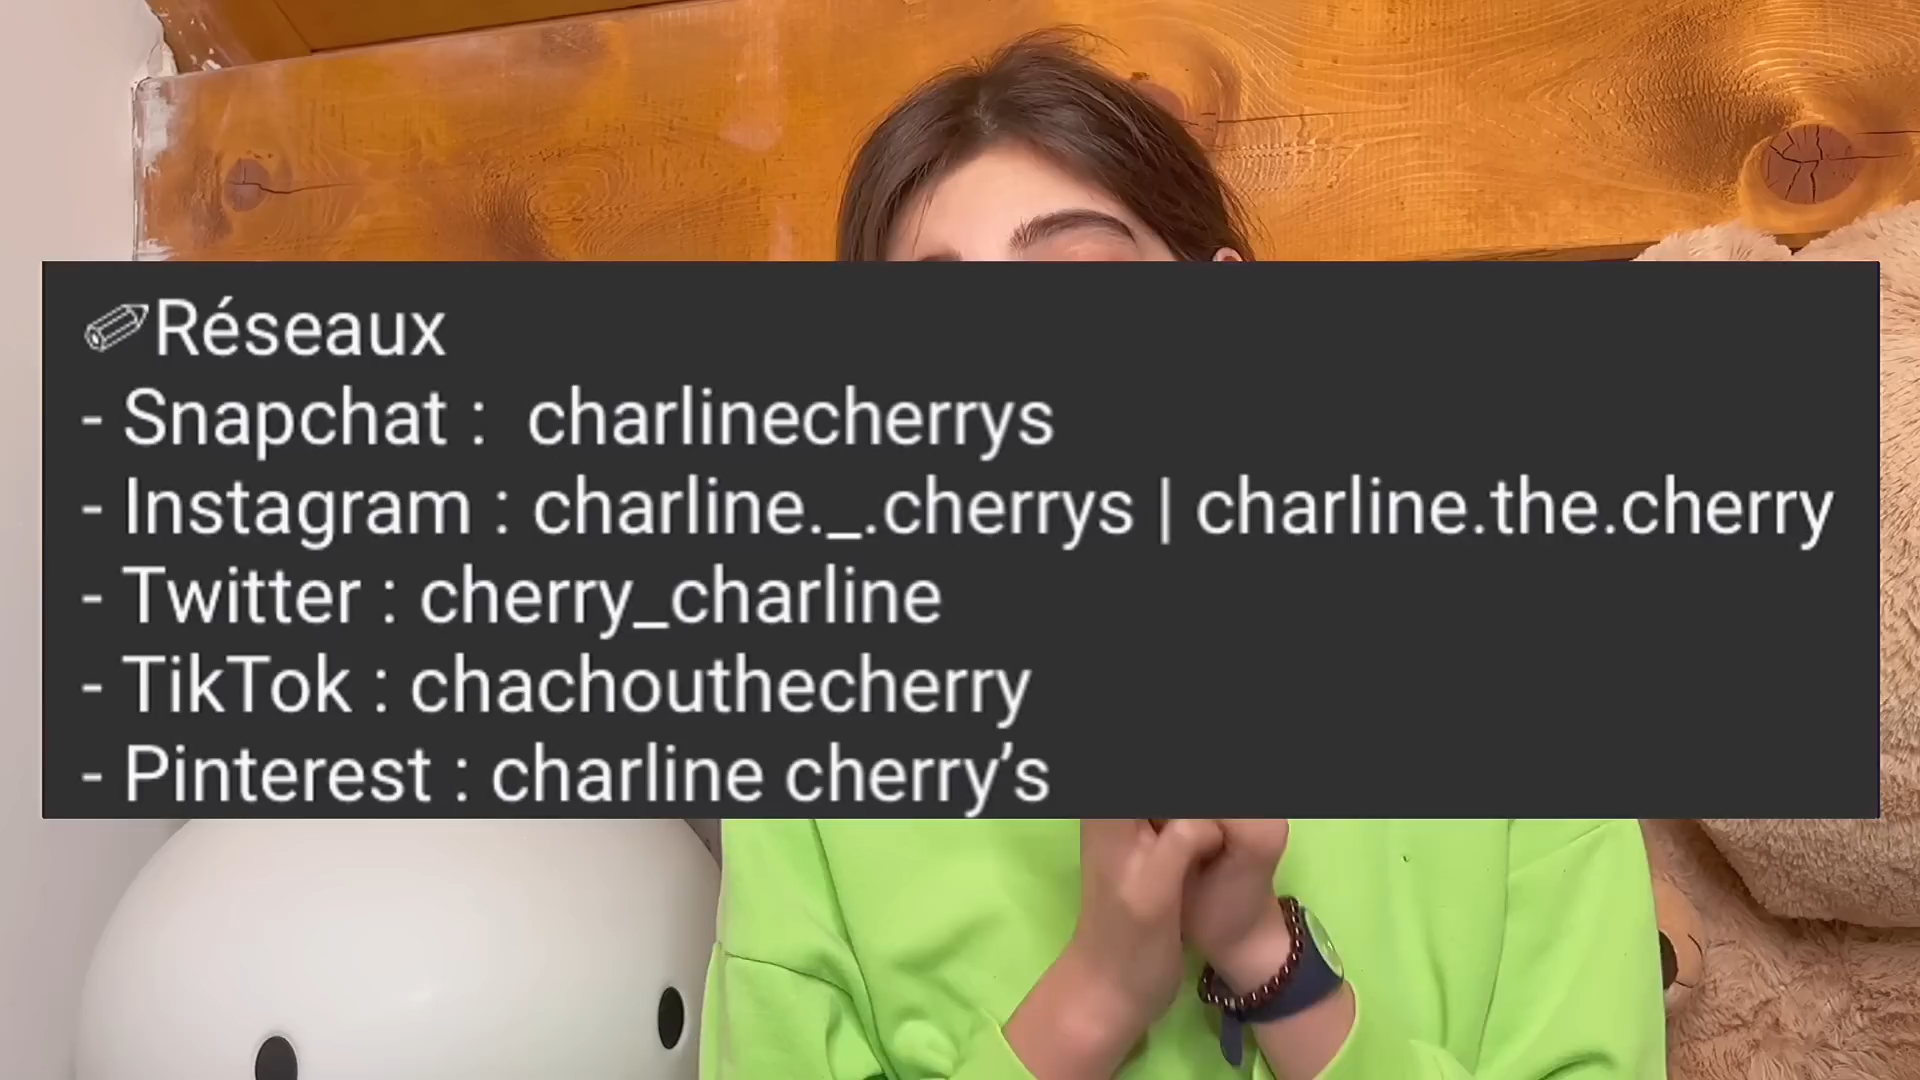 ✏Réseaux
- Snapchat :  charlinecherrys
- Instagram : charline._.cherrys | charline.the.cherry
- Twitter : cherry_charline
- TikTok : chachouthecherry
- Pinterest : charline cherry’s